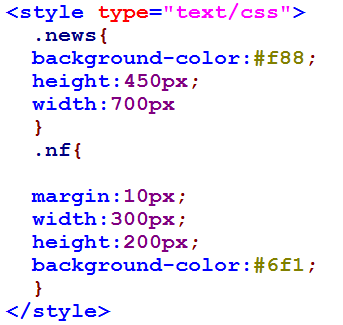 <style type="text/css">
.news{
background-color:#f88;
height:450px;
width:700px
}
.nf{
margin:10px;
width:300px;
height:200px;
background-color:#6f1;
}
</style>